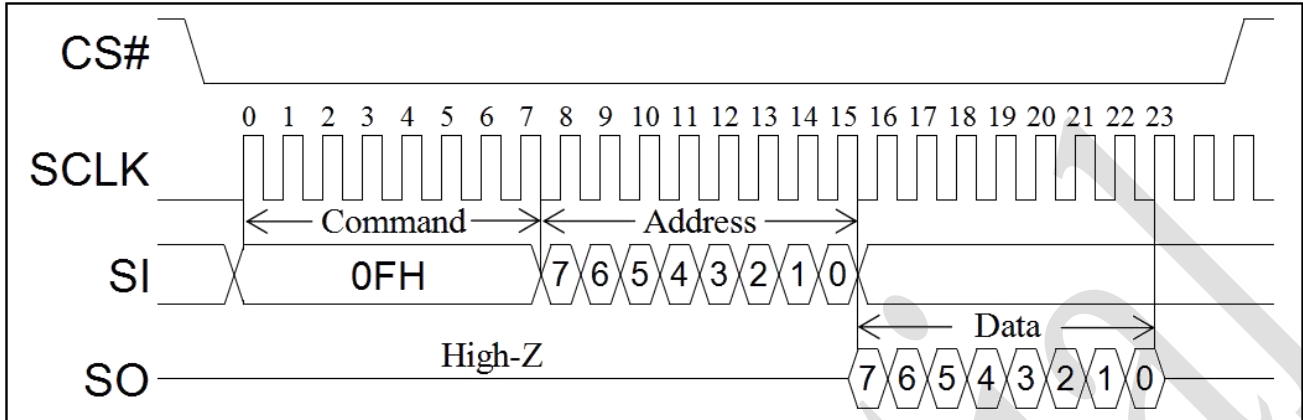 CS#
0 1 2 3 4 5 6 7 8 9 10 11 12 13 14 15 16 17 18 19 20 21 22 23
SCLK
Command Address
SI 0FH 7 6 5 4 3 2 1 0
Data
High-Z
SO 7 6 5 4 3 2 1 0